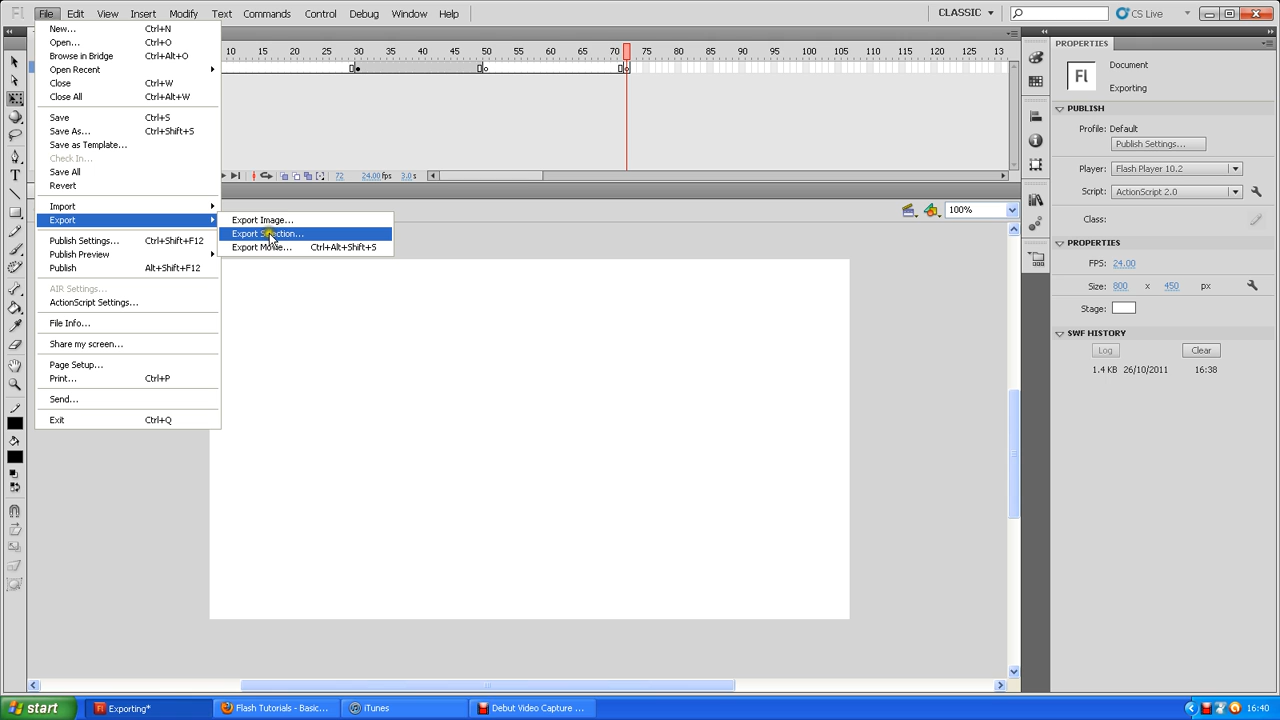 File Edit View Insert Modify Text Commands Control Debug Window Help CLASSIC CS Live
New... Ctrl+N
Open... Ctrl+O
Browse in Bridge Ctrl+Alt+O
Open Recent
Close Ctrl+W
Close All Ctrl+Alt+W
Save Ctrl+S
Save As... Ctrl+Shift+S
Save as Template...
Check In...
Save All
Revert
Import
Export
Publish Settings... Ctrl+Shift+F12
Publish Preview
Publish Alt+Shift+F12
AIR Settings...
ActionScript Settings...
File Info...
Share my screen...
Page Setup...
Print... Ctrl+P
Send...
Exit Ctrl+Q
Export Image...
Export Selection...
Export Movie... Ctrl+Alt+Shift+S
10 15 20 25 30 35 40 45 50 55 60 65 70 75 80 85 90 95 100 105 110 115 120 125 13
72 24.00fps 3.0s
100%
PROPERTIES
Fl
Document
Exporting
PUBLISH
Profile: Default
Publish Settings...
Player: Flash Player 10.2
Script: ActionScript 2.0
Class:
PROPERTIES
FPS: 24.00
Size: 800 x 450 px
Stage:
SWF HISTORY
Log Clear
1.4 KB 26/10/2011 16:38
start Fl Exporting* Flash Tutorials - Basic... iTunes Debut Video Capture ... 16:40